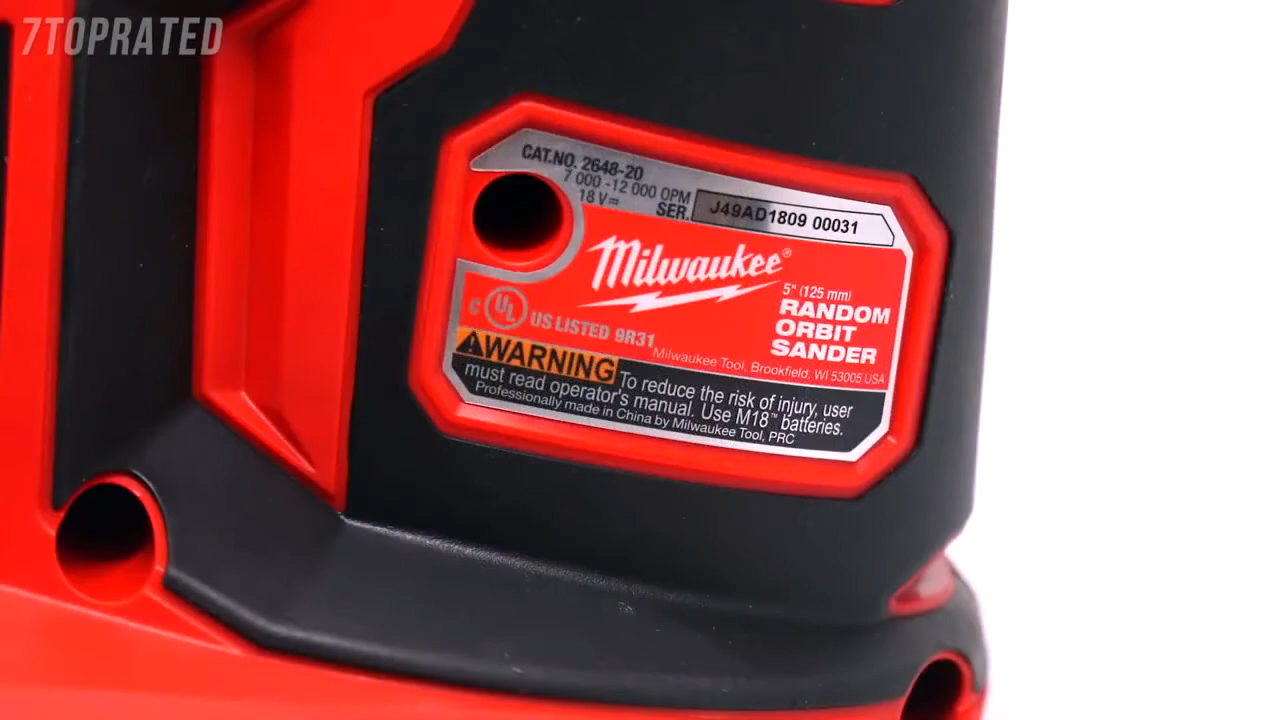 7TOPRATED
CAT.NO. 2648-20
7 000 -12 000 OPM
18 V⎓
SER. J49AD1809 00031
Milwaukee®
5" (125 mm)
RANDOM
ORBIT
SANDER
C UL US LISTED 9R31
Milwaukee Tool, Brookfield, WI 53005 USA
WARNING To reduce the risk of injury, user
must read operator's manual. Use M18™ batteries.
Professionally made in China by Milwaukee Tool, PRC